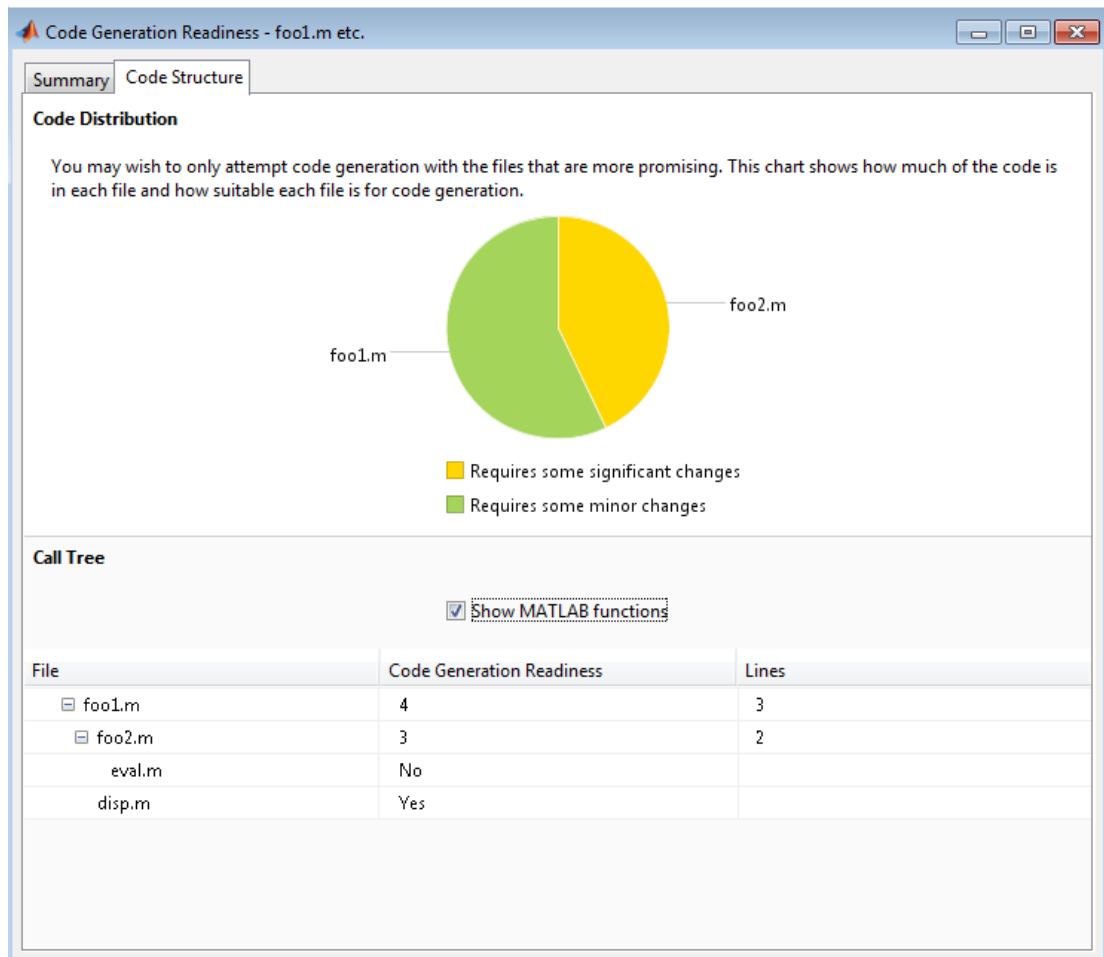 Code Generation Readiness - foo1.m etc.
Summary
Code Structure
Code Distribution
You may wish to only attempt code generation with the files that are more promising. This chart shows how much of the code is
in each file and how suitable each file is for code generation.
foo2.m
foo1.m
Requires some significant changes
Requires some minor changes
Call Tree
Show MATLAB functions
File Code Generation Readiness Lines
foo1.m 4 3
foo2.m 3 2
eval.m No
disp.m Yes